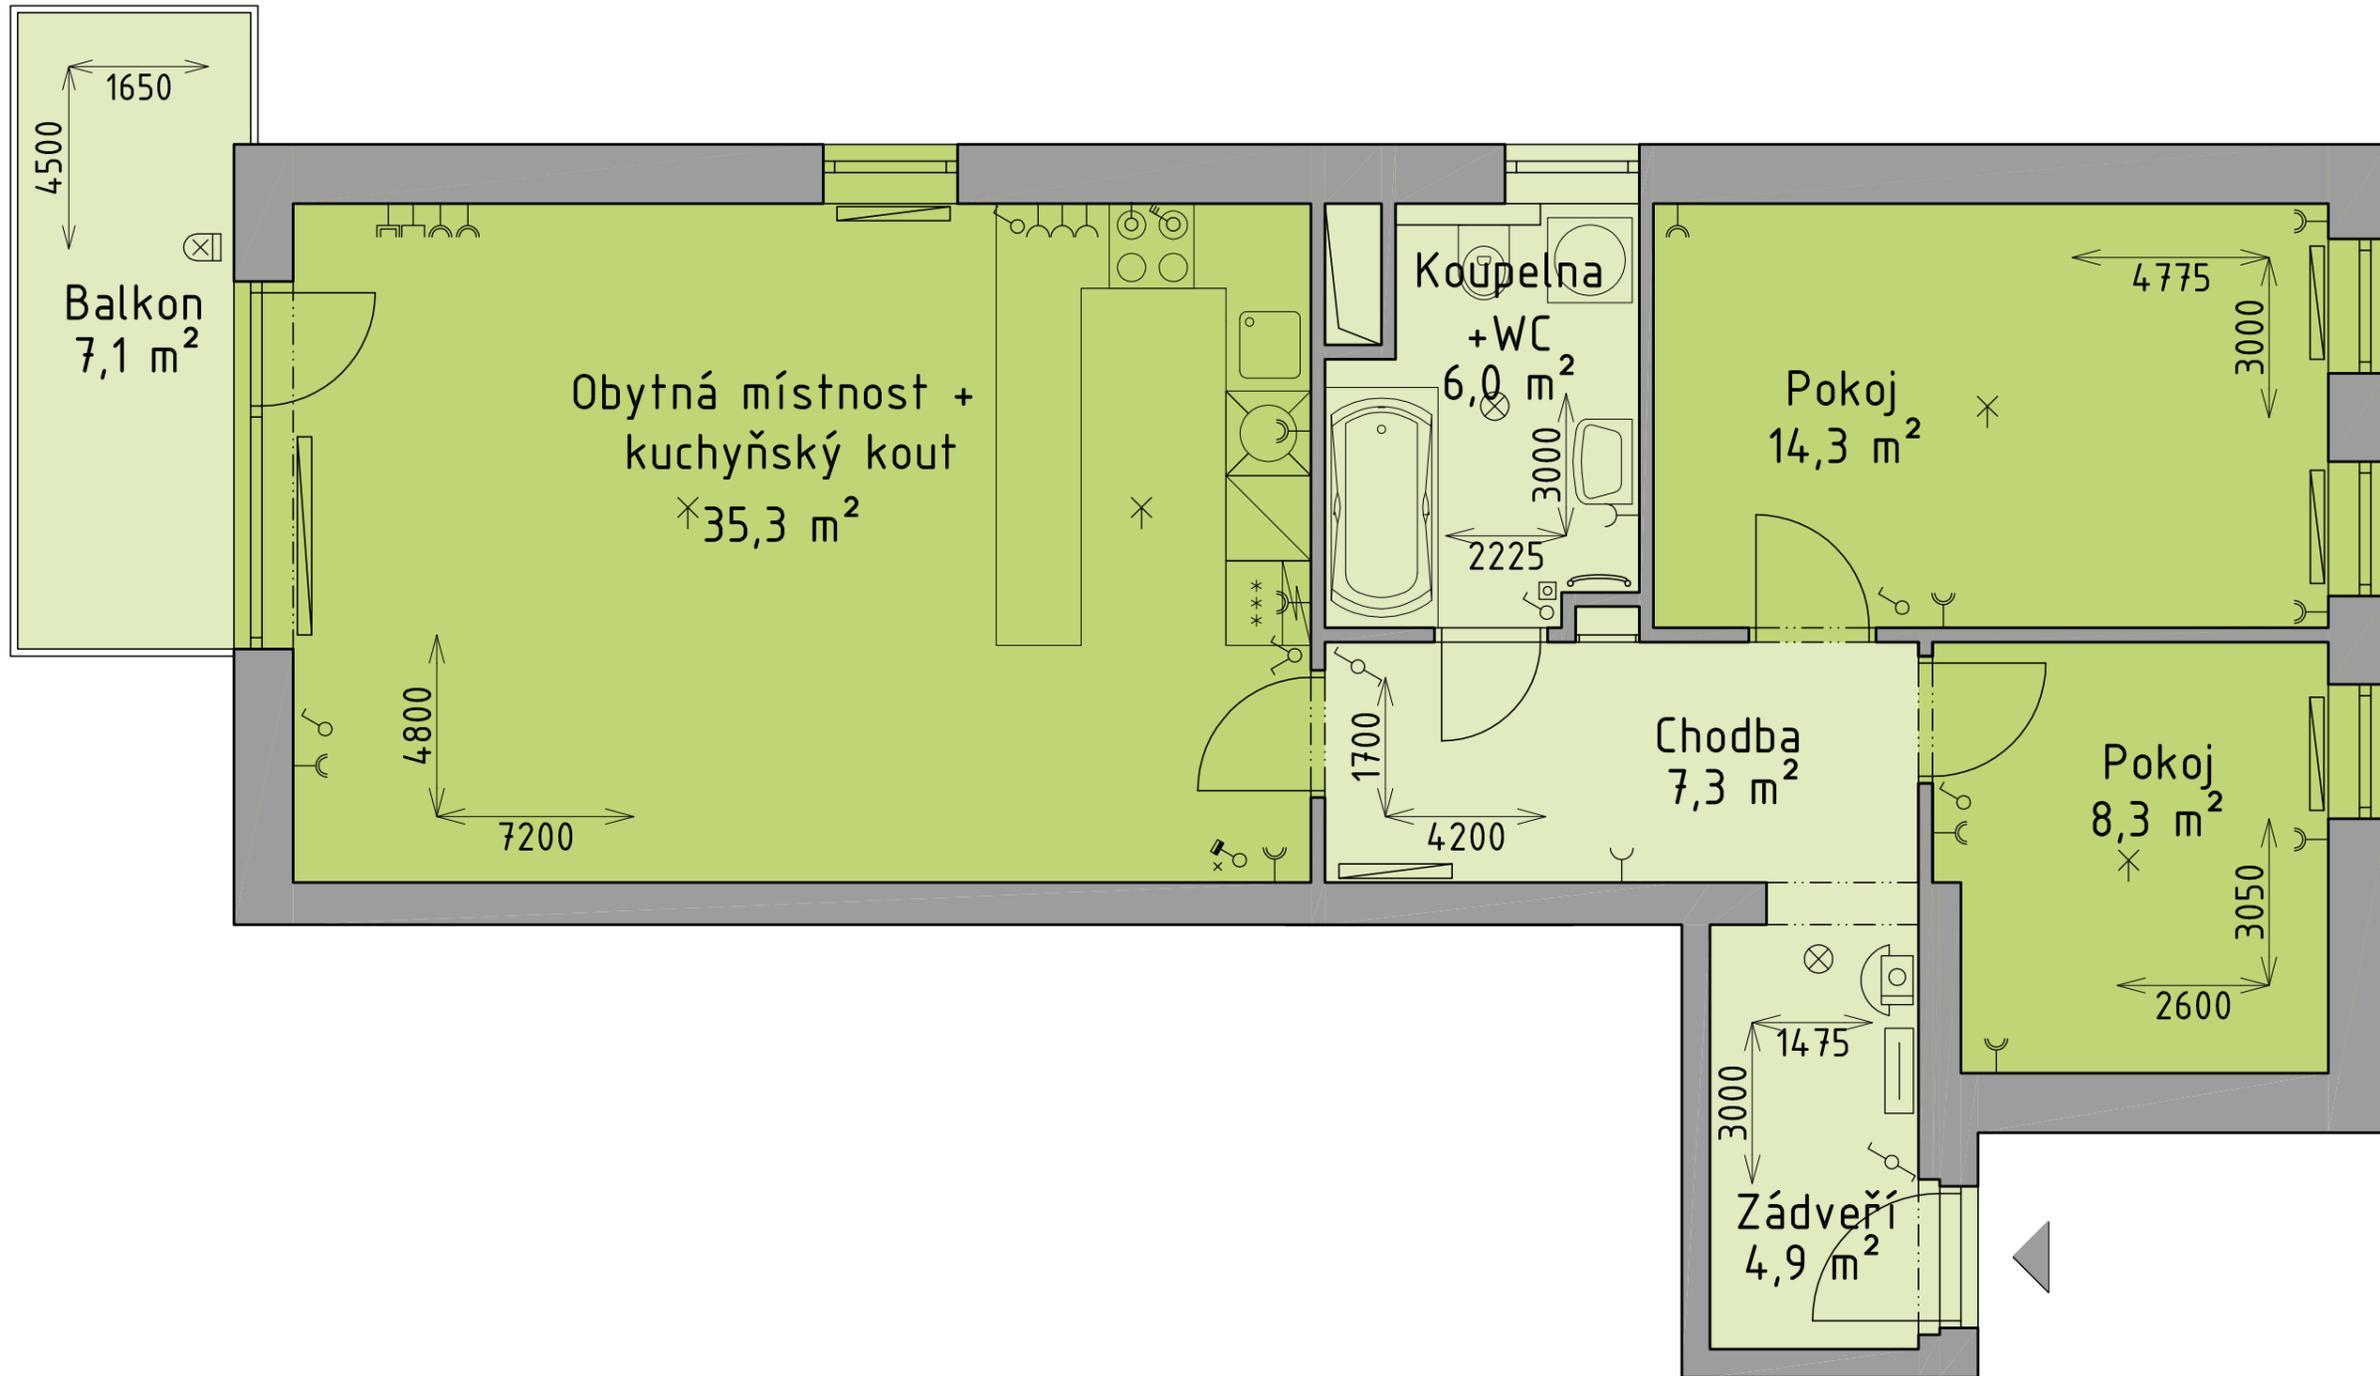 1650
4500
Balkon
7,1 m²
Obytná místnost +
kuchyňský kout
35,3 m²
4800
7200
Koupelna
+WC
6,0 m²
3000
2225
Pokoj
14,3 m²
4775
3000
Chodba
7,3 m²
1700
4200
Pokoj
8,3 m²
3050
2600
1475
3000
Zádveří
4,9 m²